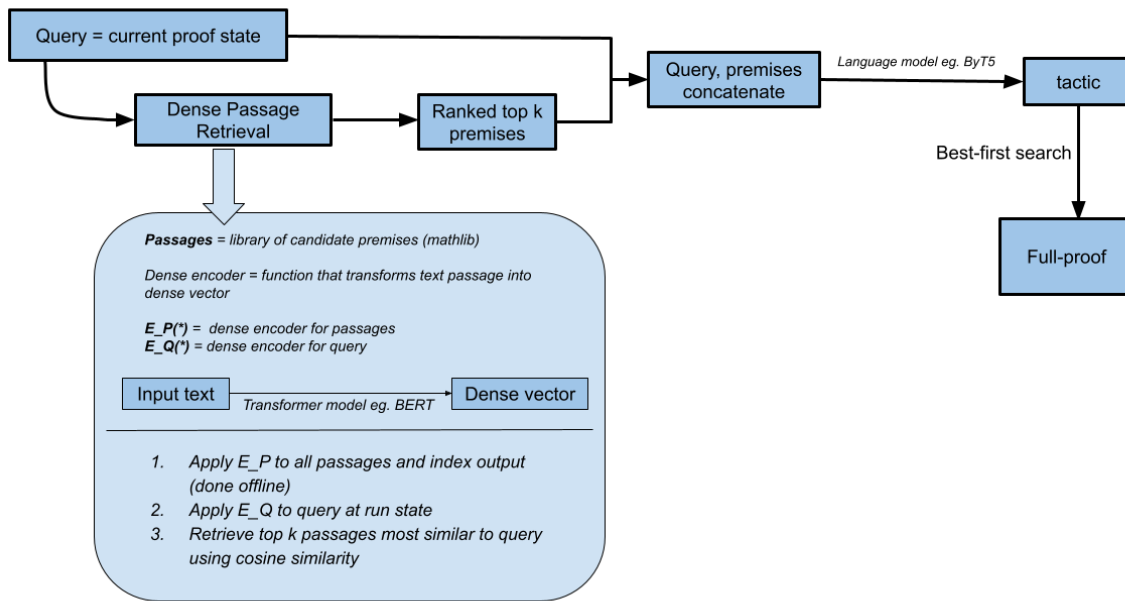 Query = current proof state
Dense Passage
Retrieval
Ranked top k
premises
Query, premises
concatenate
Language model eg. ByT5
tactic
Best-first search
Full-proof
Passages = library of candidate premises (mathlib)
Dense encoder = function that transforms text passage into
dense vector
E_P(*) = dense encoder for passages
E_Q(*) = dense encoder for query
Input text
Transformer model eg. BERT
Dense vector
1. Apply E_P to all passages and index output
(done offline)
2. Apply E_Q to query at run state
3. Retrieve top k passages most similar to query
using cosine similarity